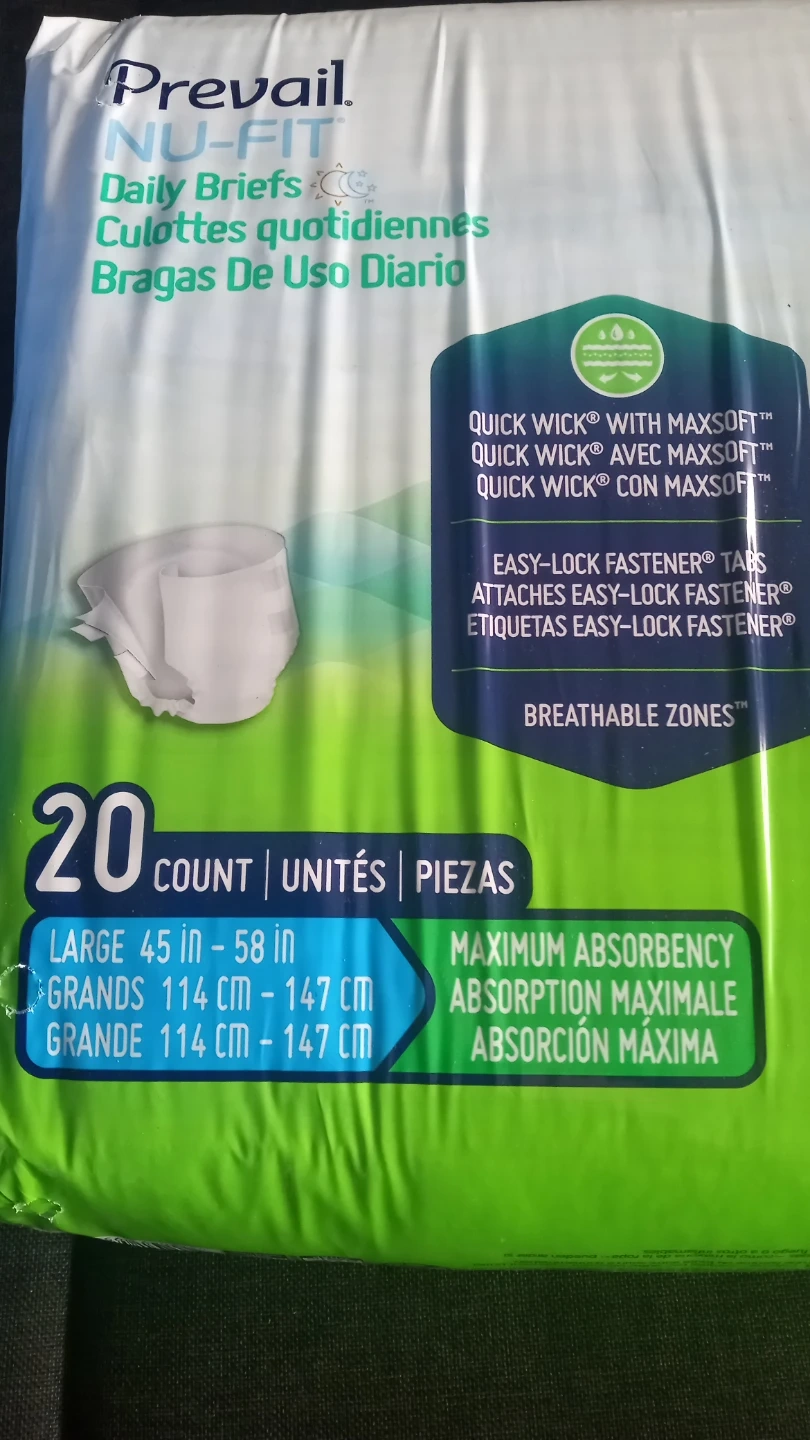 Prevail®
NU-FIT®
Daily Briefs ™
Culottes quotidiennes
Bragas De Uso Diario
QUICK WICK® WITH MAXSOFT™
QUICK WICK® AVEC MAXSOFT™
QUICK WICK® CON MAXSOFT™
EASY-LOCK FASTENER® TABS
ATTACHES EASY-LOCK FASTENER®
ETIQUETAS EASY-LOCK FASTENER®
BREATHABLE ZONES™
20 COUNT | UNITÉS | PIEZAS
LARGE 45 in - 58 in
GRANDS 114 cm - 147 cm
GRANDE 114 cm - 147 cm
MAXIMUM ABSORBENCY
ABSORPTION MAXIMALE
ABSORCIÓN MÁXIMA